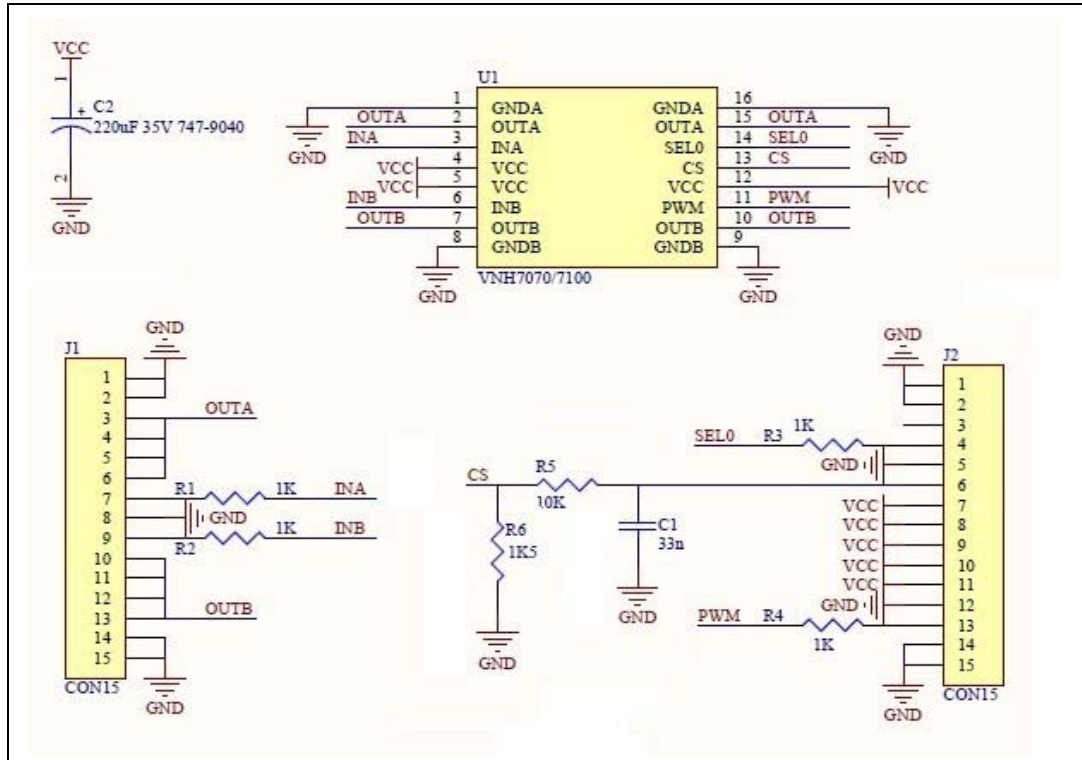 VCC
1
C2
+
220uF 35V 747-9040
2
GND
U1
1 GNDA GNDA 16
OUTA 2 OUTA OUTA 15 OUTA
GND GND
INA 3 INA SEL0 14 SEL0
VCC 4 VCC CS 13 CS
VCC 5 VCC VCC 12 VCC
INB 6 INB PWM 11 PWM
OUTB 7 OUTB OUTB 10 OUTB
8 GNDB GNDB 9
GND GND
VNH7070/7100
GND
J1
1
2
3 OUTA
4
5
6
7 R1 1K INA
8 GND
9 R2 1K INB
10
11
12
13 OUTB
14
15
CON15
GND
CS
R5
R6
1K5
C1
33n
GND
GND
GND
J2
1
2
3
SEL0 R3 1K 4
GND 5
6
VCC 7
VCC 8
VCC 9
VCC 10
VCC 11
GND 12
PWM R4 1K 13
14
15
CON15
GND